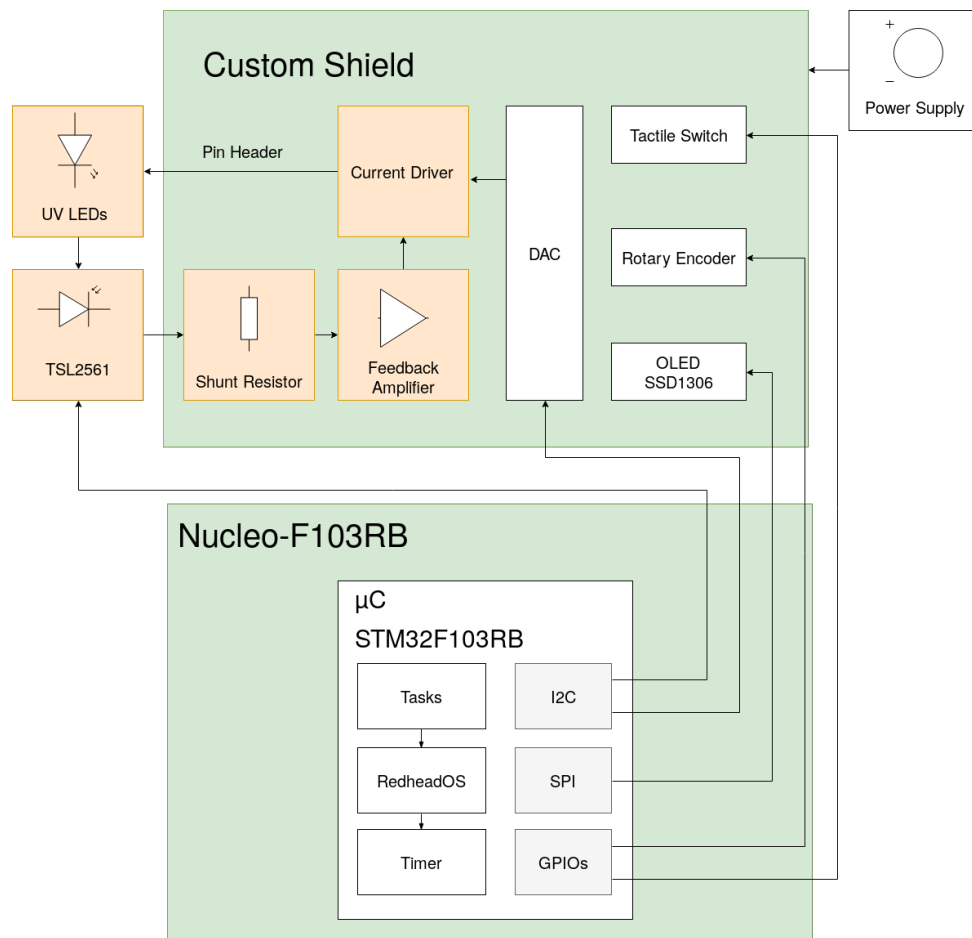 Custom Shield
+
−
Power Supply
Tactile Switch
Pin Header
Current Driver
UV LEDs
DAC
Rotary Encoder
TSL2561
Shunt Resistor
Feedback
Amplifier
OLED
SSD1306
Nucleo-F103RB
µC
STM32F103RB
Tasks
I2C
RedheadOS
SPI
Timer
GPIOs